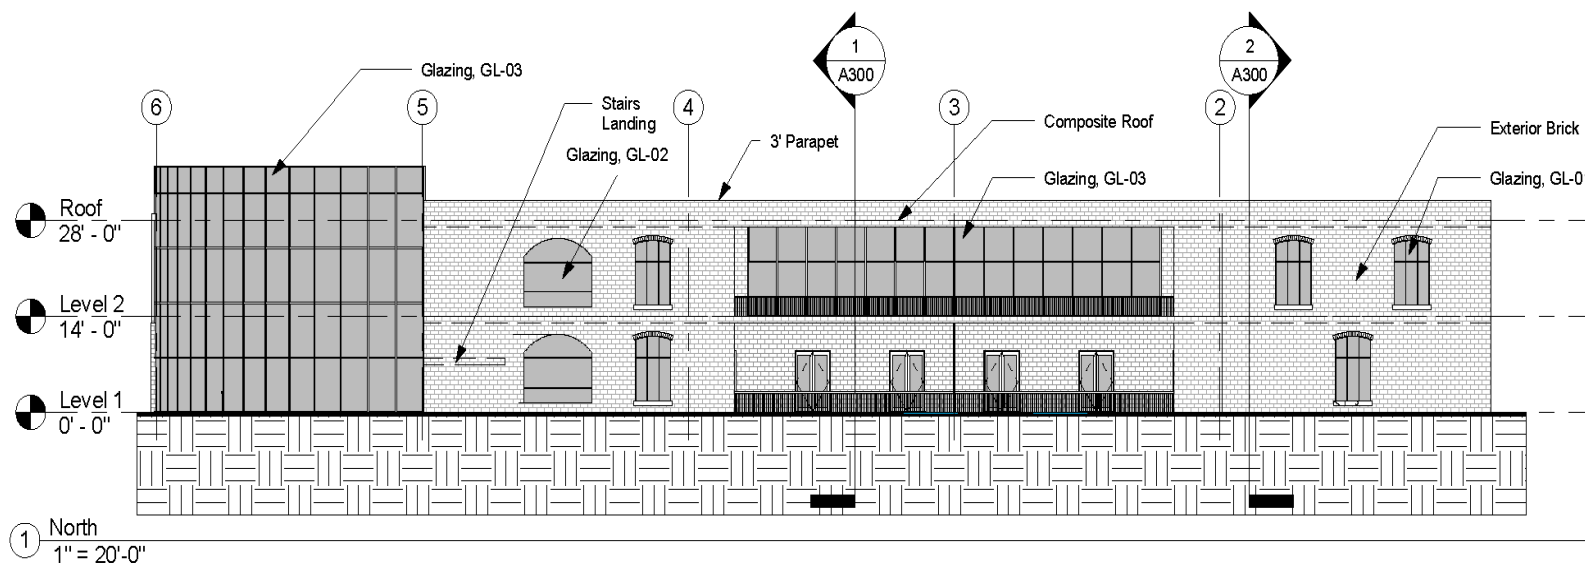 1
A300
2
A300
Glazing, GL-03
6
5
4
3
2
Stairs
Landing
Glazing, GL-02
3' Parapet
Composite Roof
Exterior Brick
Glazing, GL-03
Glazing, GL-01
Roof
28' - 0"
Level 2
14' - 0"
Level 1
0' - 0"
1
North
1" = 20'-0"